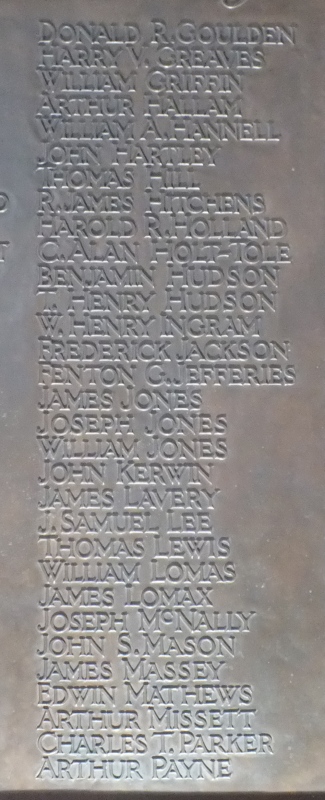 DONALD R. GOULDEN
HARRY V. GREAVES
WILLIAM GRIFFIN
ARTHUR HALLAM
WILLIAM A. HANNELL
JOHN HARTLEY
THOMAS HILL
R. JAMES HITCHENS
HAROLD R. HOLLAND
C. ALAN HOLT-TOLE
BENJAMIN HUDSON
HENRY HUDSON
W. HENRY INGRAM
FREDERICK JACKSON
FENTON G. JEFFERIES
JAMES JONES
JOSEPH JONES
WILLIAM JONES
JOHN KERWIN
JAMES LAVERY
J. SAMUEL LEE
THOMAS LEWIS
WILLIAM LOMAS
JAMES LOMAX
JOSEPH McNALLY
JOHN S. MASON
JAMES MASSEY
EDWIN MATHEWS
ARTHUR MISSETT
CHARLES T. PARKER
ARTHUR PAYNE